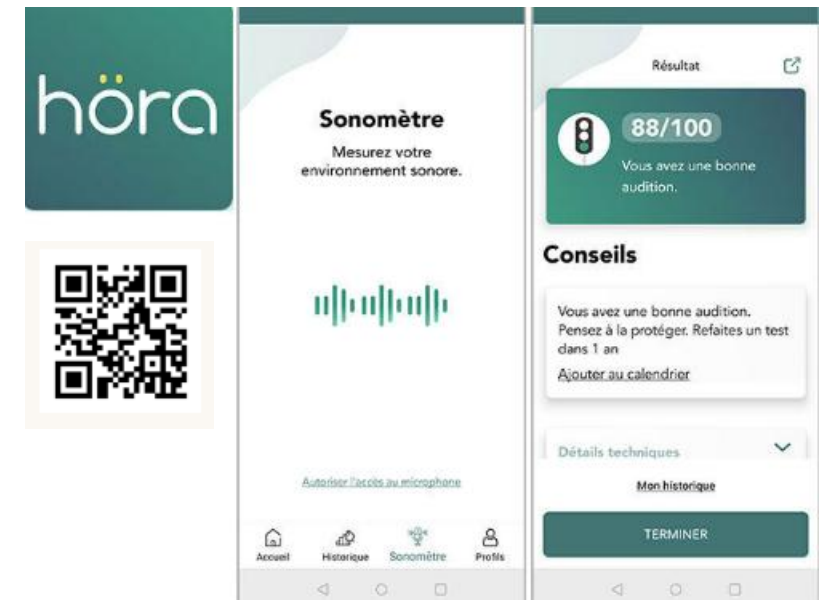 höra
Sonomètre
Mesurez votre
environnement sonore.
Autoriser l'accès au microphone
Accueil
Historique
Sonomètre
Profils
Résultat
88/100
Vous avez une bonne
audition.
Conseils
Vous avez une bonne audition.
Pensez à la protéger. Refaites un test
dans 1 an
Ajouter au calendrier
Détails techniques
Mon historique
TERMINER